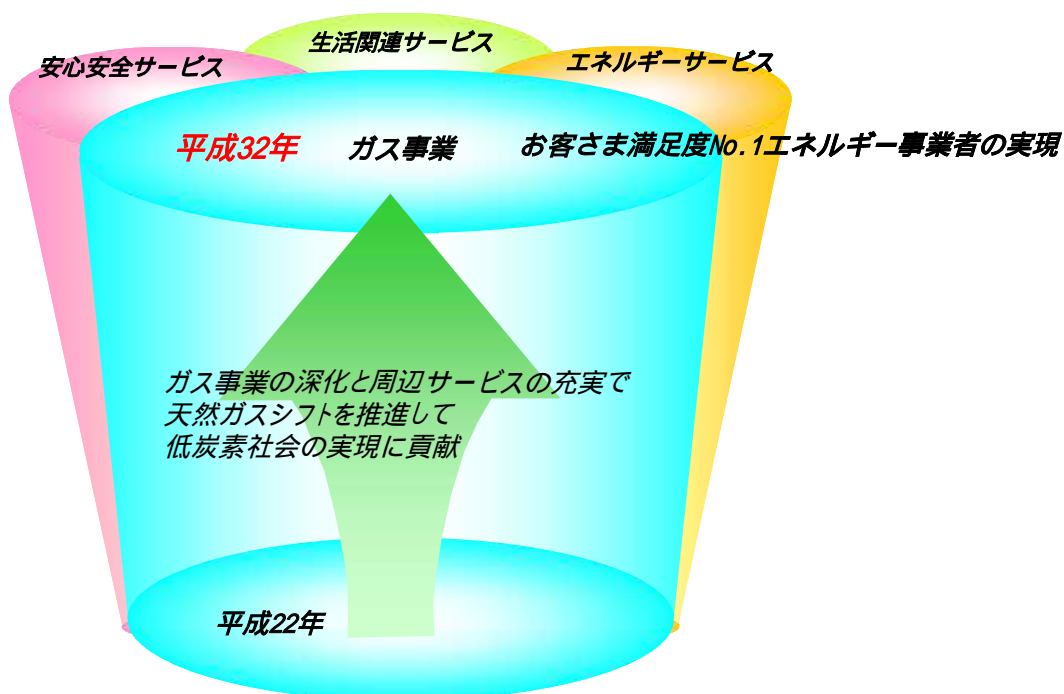 生活関連サービス
安心安全サービス
エネルギーサービス
平成32年
ガス事業
お客さま満足度No.1エネルギー事業者の実現
ガス事業の深化と周辺サービスの充実で
天然ガスシフトを推進して
低炭素社会の実現に貢献
平成22年